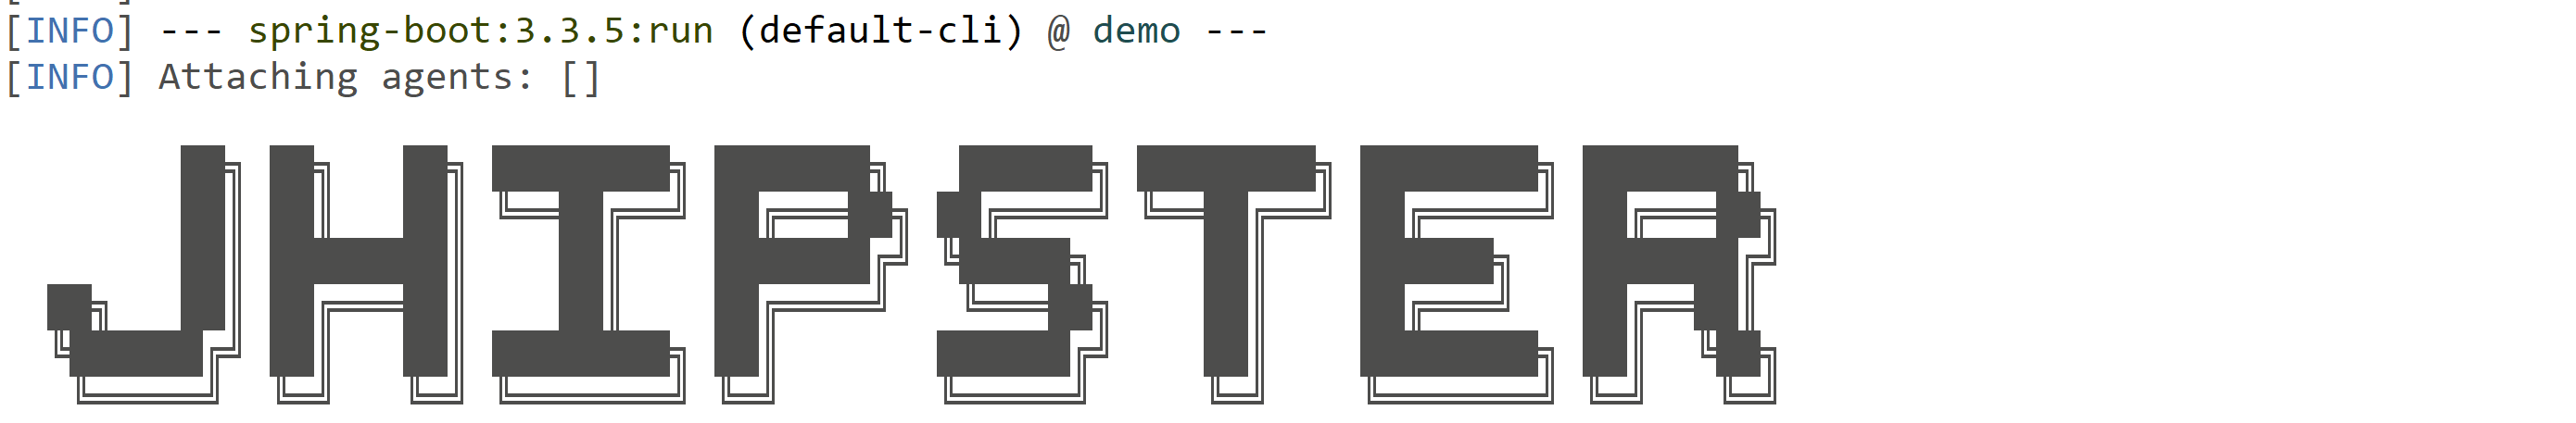 [INFO] --- spring-boot:3.3.5:run (default-cli) @ demo ---
[INFO] Attaching agents: []
JHIPSTER